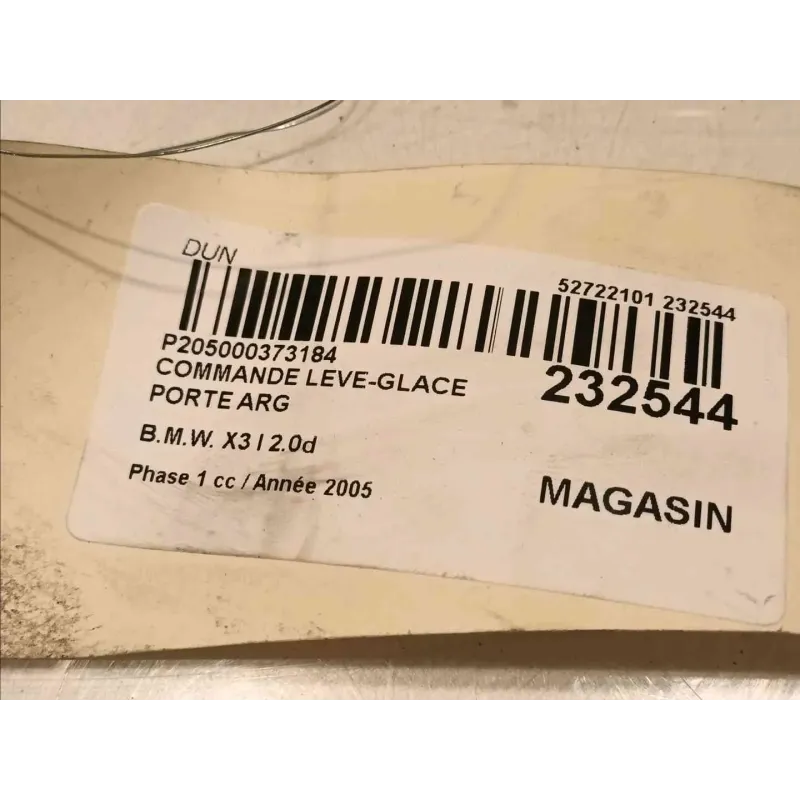 DUN
52722101 232544
P205000373184
COMMANDE LEVE-GLACE
PORTE ARG
232544
B.M.W. X3 I 2.0d
Phase 1 cc / Année 2005
MAGASIN